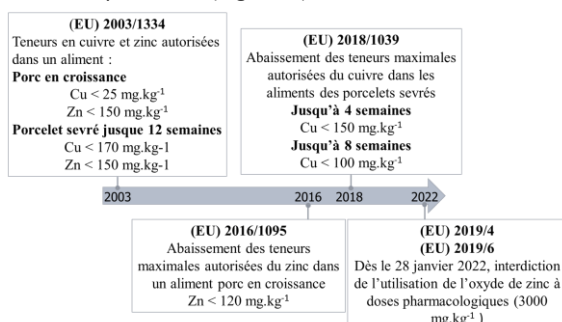 (EU) 2003/1334
Teneurs en cuivre et zinc autorisées
dans un aliment :
Porc en croissance
Cu < 25 mg.kg-1
Zn < 150 mg.kg-1
Porcelet sevré jusque 12 semaines
Cu < 170 mg.kg-1
Zn < 150 mg.kg-1
(EU) 2018/1039
Abaissement des teneurs maximales
autorisées du cuivre dans les
aliments des porcelets sevrés
Jusqu'à 4 semaines
Cu < 150 mg.kg-1
Jusqu'à 8 semaines
Cu < 100 mg.kg-1
2003 2016 2018 2022
(EU) 2016/1095
Abaissement des teneurs
maximales autorisées du zinc dans
un aliment porc en croissance
Zn < 120 mg.kg-1
(EU) 2019/4
(EU) 2019/6
Dès le 28 janvier 2022, interdiction
de l'utilisation de l'oxyde de zinc à
doses pharmacologiques (3000
mg.kg-1 )